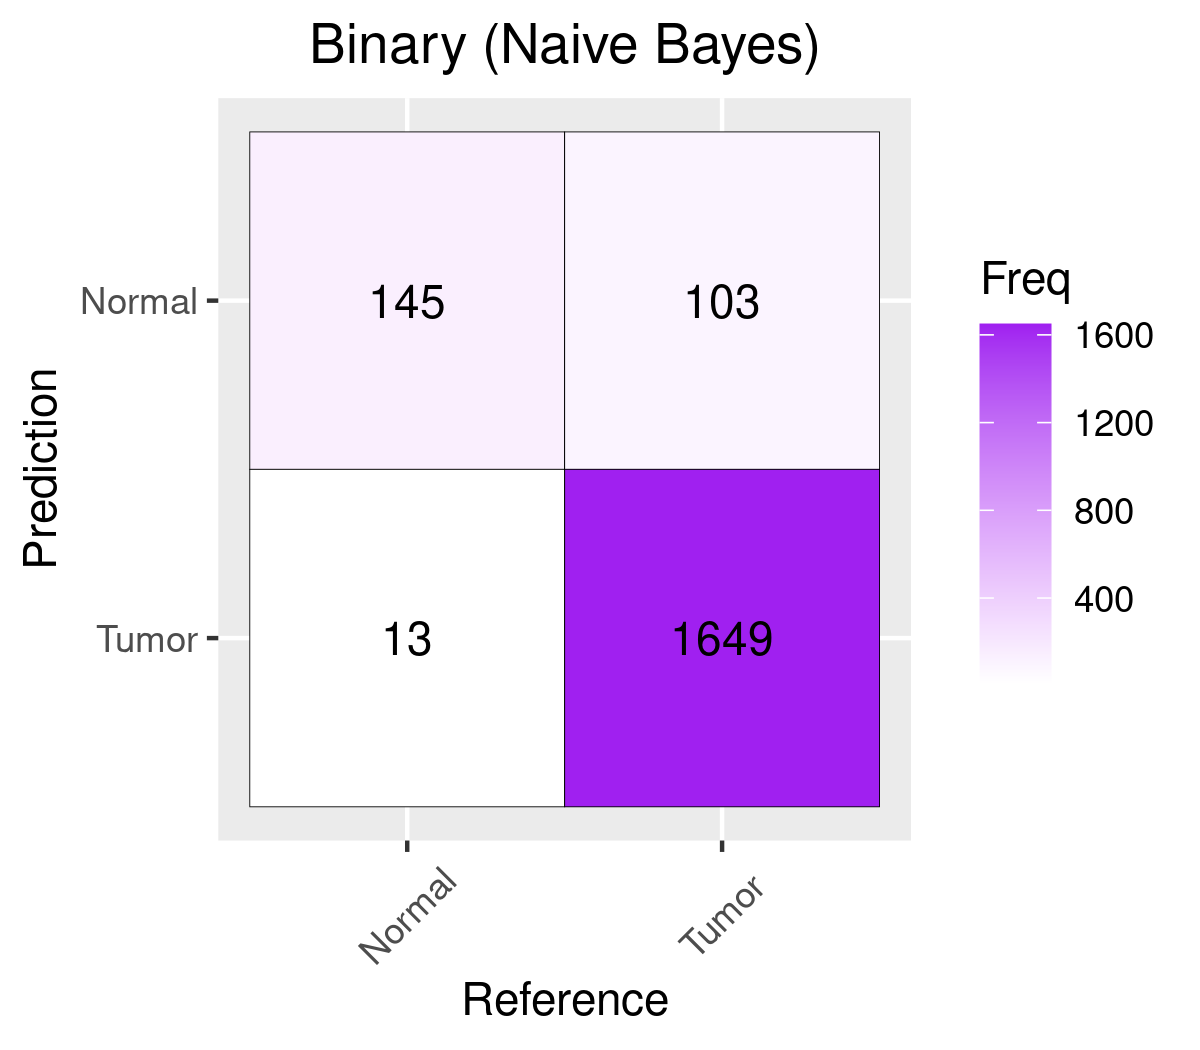 Binary (Naive Bayes)
Prediction
Normal
145
103
Tumor
13
1649
Normal
Tumor
Reference
Freq
1600
1200
800
400